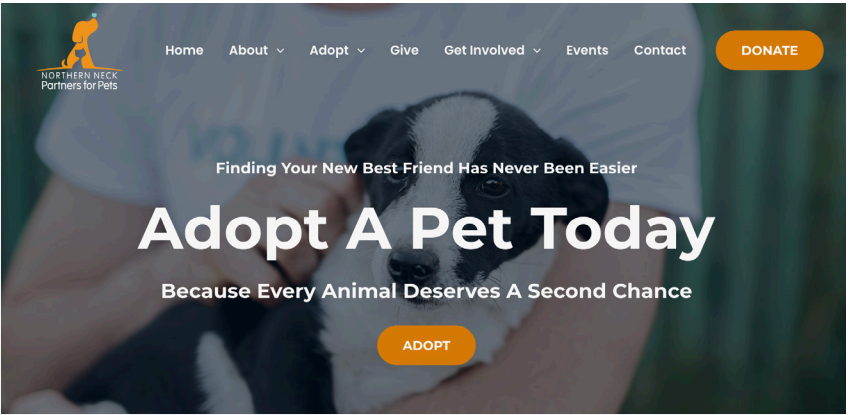 NORTHERN NECK
Partners for Pets
Home About Adopt Give Get Involved Events Contact DONATE
Finding Your New Best Friend Has Never Been Easier
Adopt A Pet Today
Because Every Animal Deserves A Second Chance
ADOPT